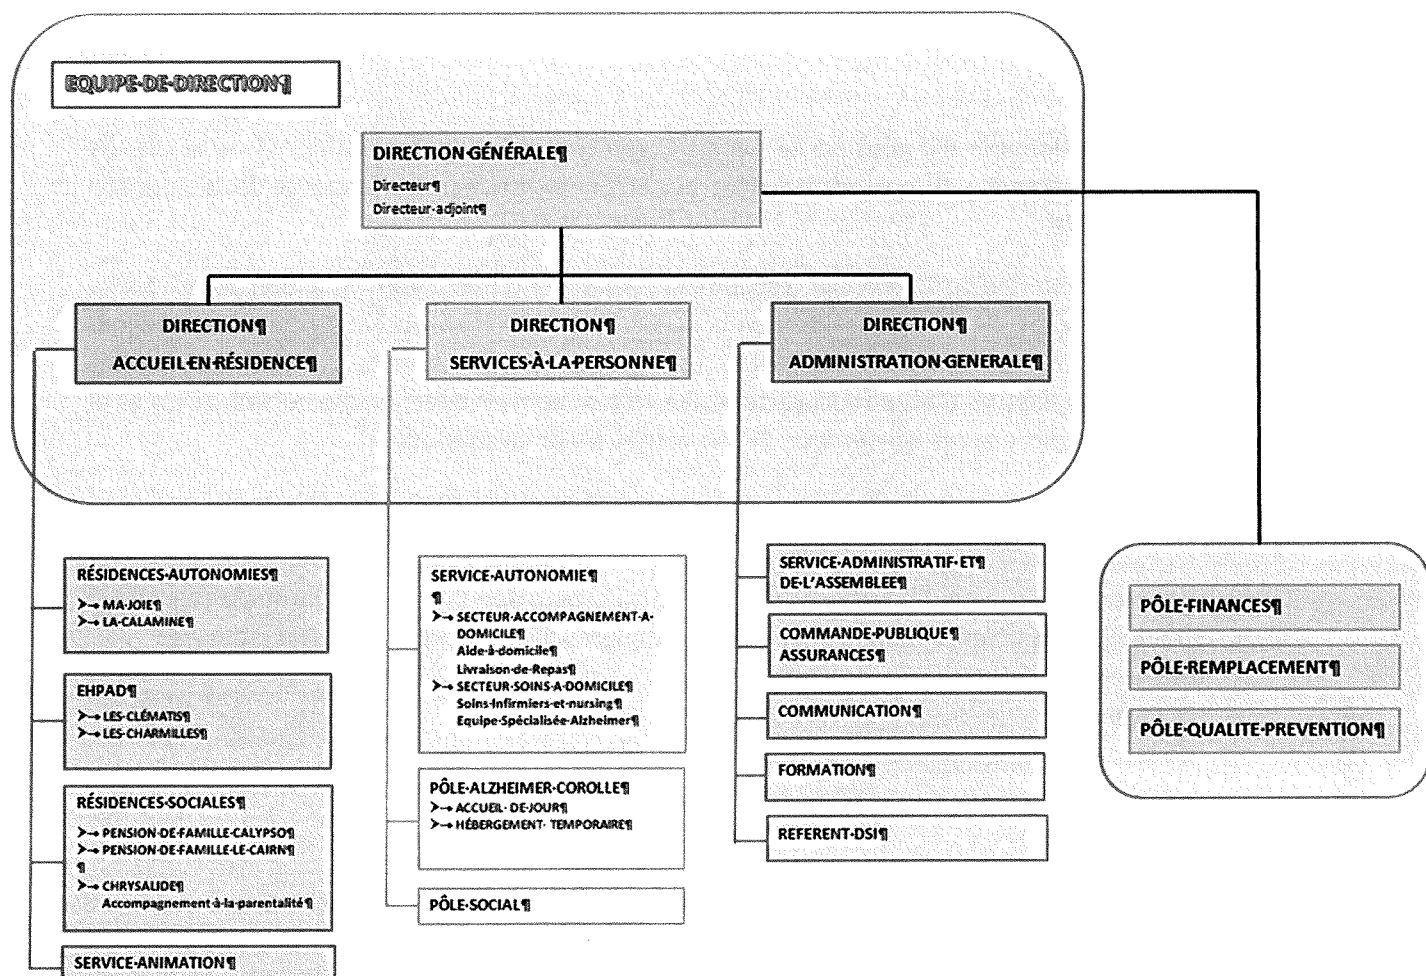 EQUIPE·DE·DIRECTION¶
DIRECTION·GÉNÉRALE¶
Directeur¶
Directeur·adjoint¶
DIRECTION¶
ACCUEIL·EN·RÉSIDENCE¶
DIRECTION¶
SERVICES·À·LA·PERSONNE¶
DIRECTION¶
ADMINISTRATION·GENERALE¶
RÉSIDENCES·AUTONOMIES¶
➤→MA·JOIE¶
➤→LA·CALAMINE¶
EHPAD¶
➤→LES·CLÉMATIS¶
➤→LES·CHARMILLES¶
RÉSIDENCES·SOCIALES¶
➤→PENSION·DE·FAMILLE·CALYPSO¶
➤→PENSION·DE·FAMILLE·LE·CAIRN¶
¶
➤→CHRYSALIDE¶
Accompagnement·à·la·parentalité¶
SERVICE·ANIMATION¶
SERVICE·AUTONOMIE¶
¶
➤→SECTEUR·ACCOMPAGNEMENT·A·
DOMICILE¶
Aide·à·domicile¶
Livraison·de·Repas¶
➤→SECTEUR·SOINS·A·DOMICILE¶
Soins·Infirmiers·et·nursing¶
Equipe·Spécialisée·Alzheimer¶
PÔLE·ALZHEIMER·COROLLE¶
➤→ACCUEIL·DE·JOUR¶
➤→HÉBERGEMENT·TEMPORAIRE¶
PÔLE·SOCIAL¶
SERVICE·ADMINISTRATIF·ET¶
DE·L'ASSEMBLEE¶
COMMANDE·PUBLIQUE¶
ASSURANCES¶
COMMUNICATION¶
FORMATION¶
REFERENT·DSI¶
PÔLE·FINANCES¶
PÔLE·REMPLACEMENT¶
PÔLE·QUALITE·PREVENTION¶